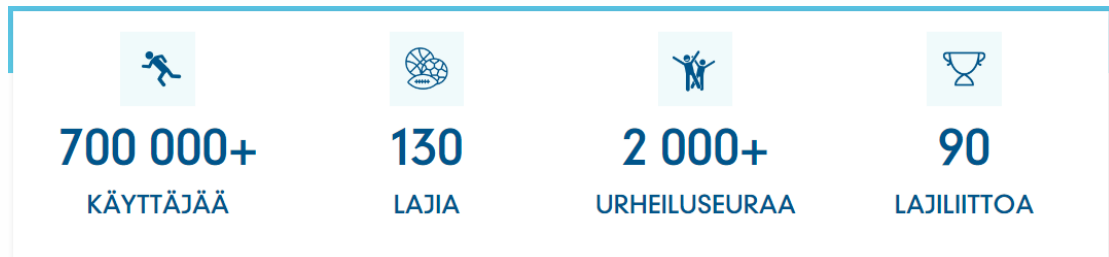 700 000+ 130 2 000+ 90
KÄYTTÄJÄÄ LAJIA URHEILUSEURAA LAJILIITTOA